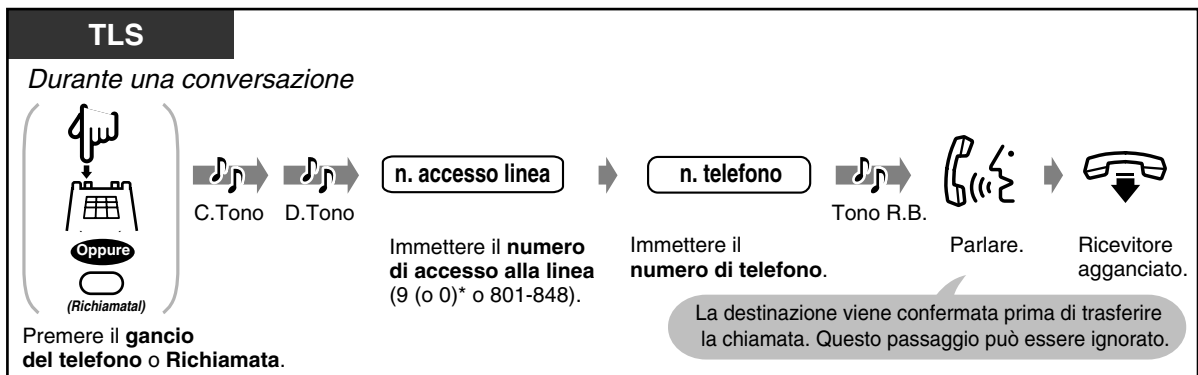 TLS
Durante una conversazione
Oppure
(Richiamatal)
Premere il gancio
del telefono o Richiamata.
C.Tono
D.Tono
n. accesso linea
Immettere il numero
di accesso alla linea
(9 (o 0)* o 801-848).
n. telefono
Immettere il
numero di telefono.
Tono R.B.
Parlare.
Ricevitore
agganciato.
La destinazione viene confermata prima di trasferire
la chiamata. Questo passaggio può essere ignorato.